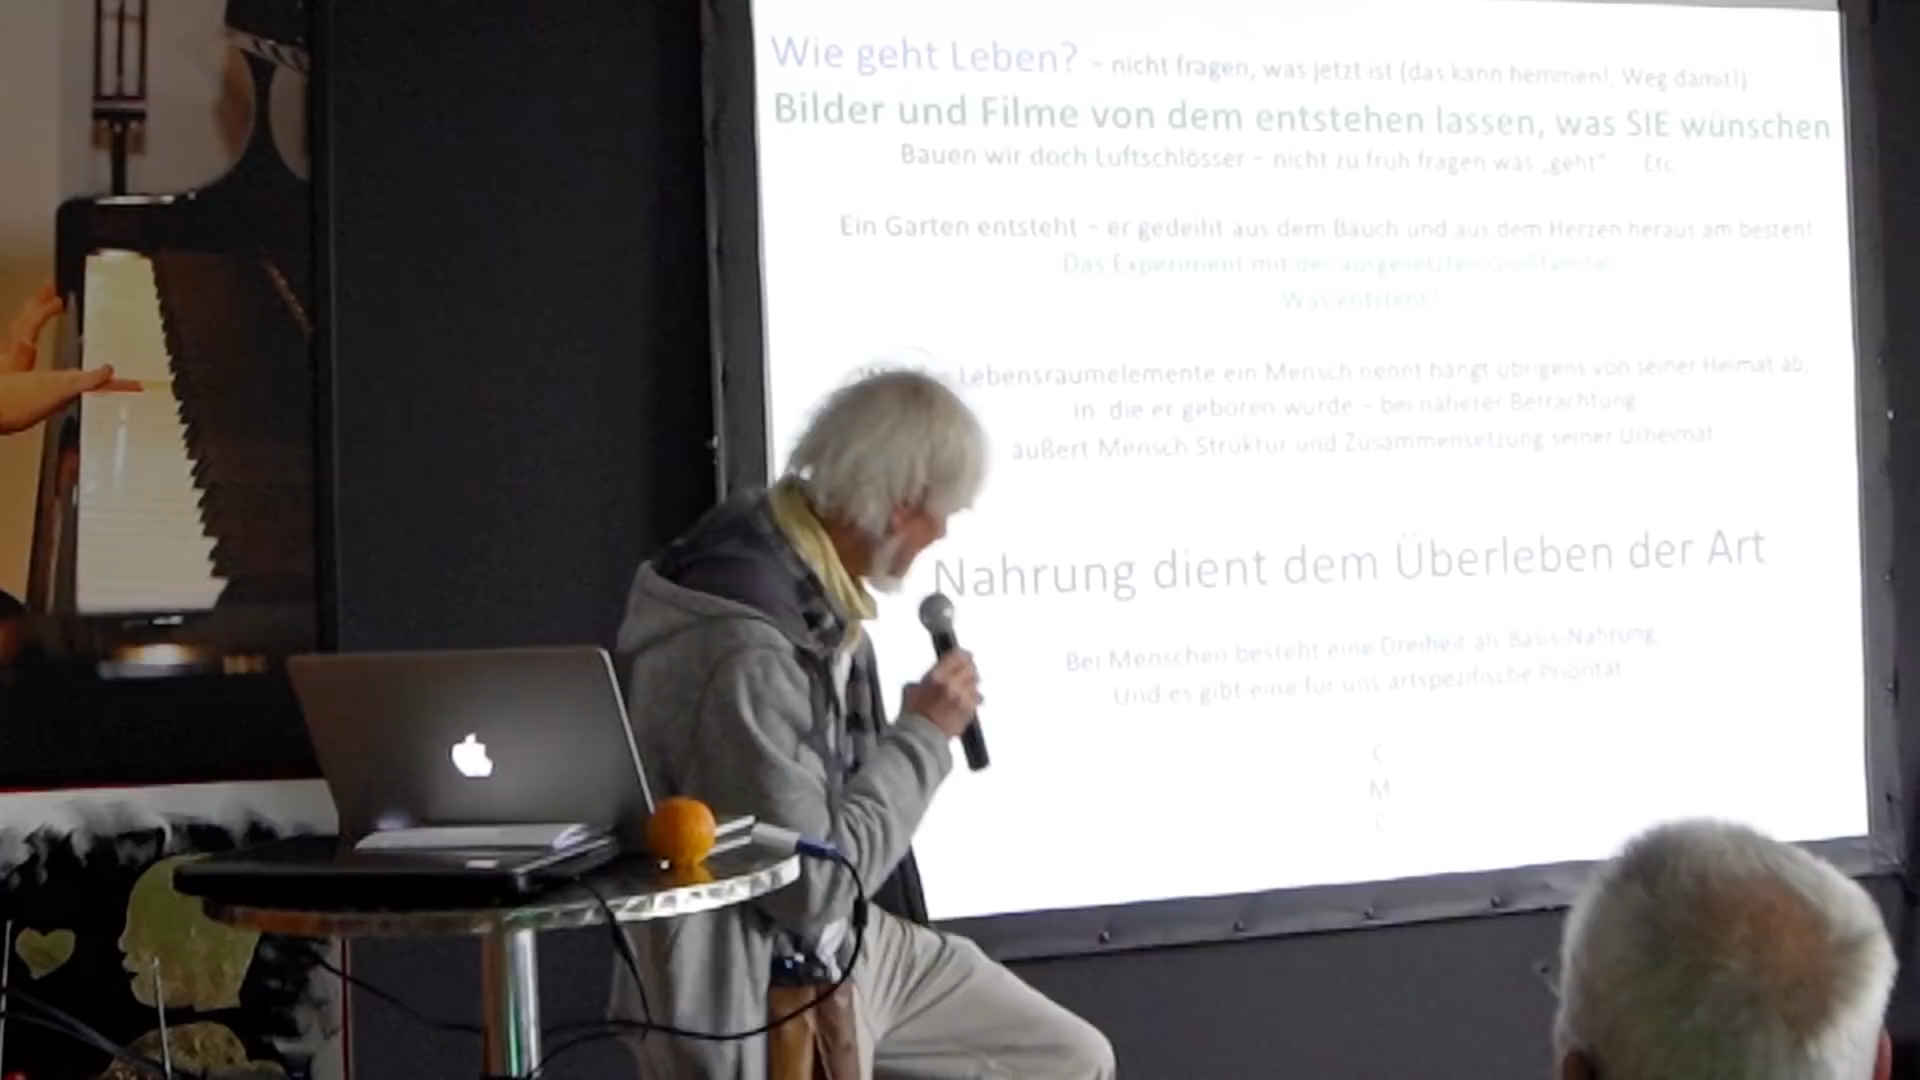 Wie geht Leben? – nicht fragen, was jetzt ist (das kann hemmen!, Weg damit!)
Bilder und Filme von dem entstehen lassen, was SIE wünschen
Bauen wir doch Luftschlösser – nicht zu früh fragen was „geht“ Etc
Ein Garten entsteht – er gedeiht aus dem Bauch und aus dem Herzen heraus am besten!
Das Experiment mit der ausgesetzten Großfamilie
Was entsteht?
Lebensraumelemente ein Mensch nennt hängt übrigens von seiner Heimat ab,
in die er geboren wurde – bei näherer Betrachtung
äußert Mensch Struktur und Zusammensetzung seiner Urheimat
Nahrung dient dem Überleben der Art
Bei Menschen besteht eine Dreiheit als Basis-Nahrung
Und es gibt eine für uns artspezifische Priorität
C
M
C